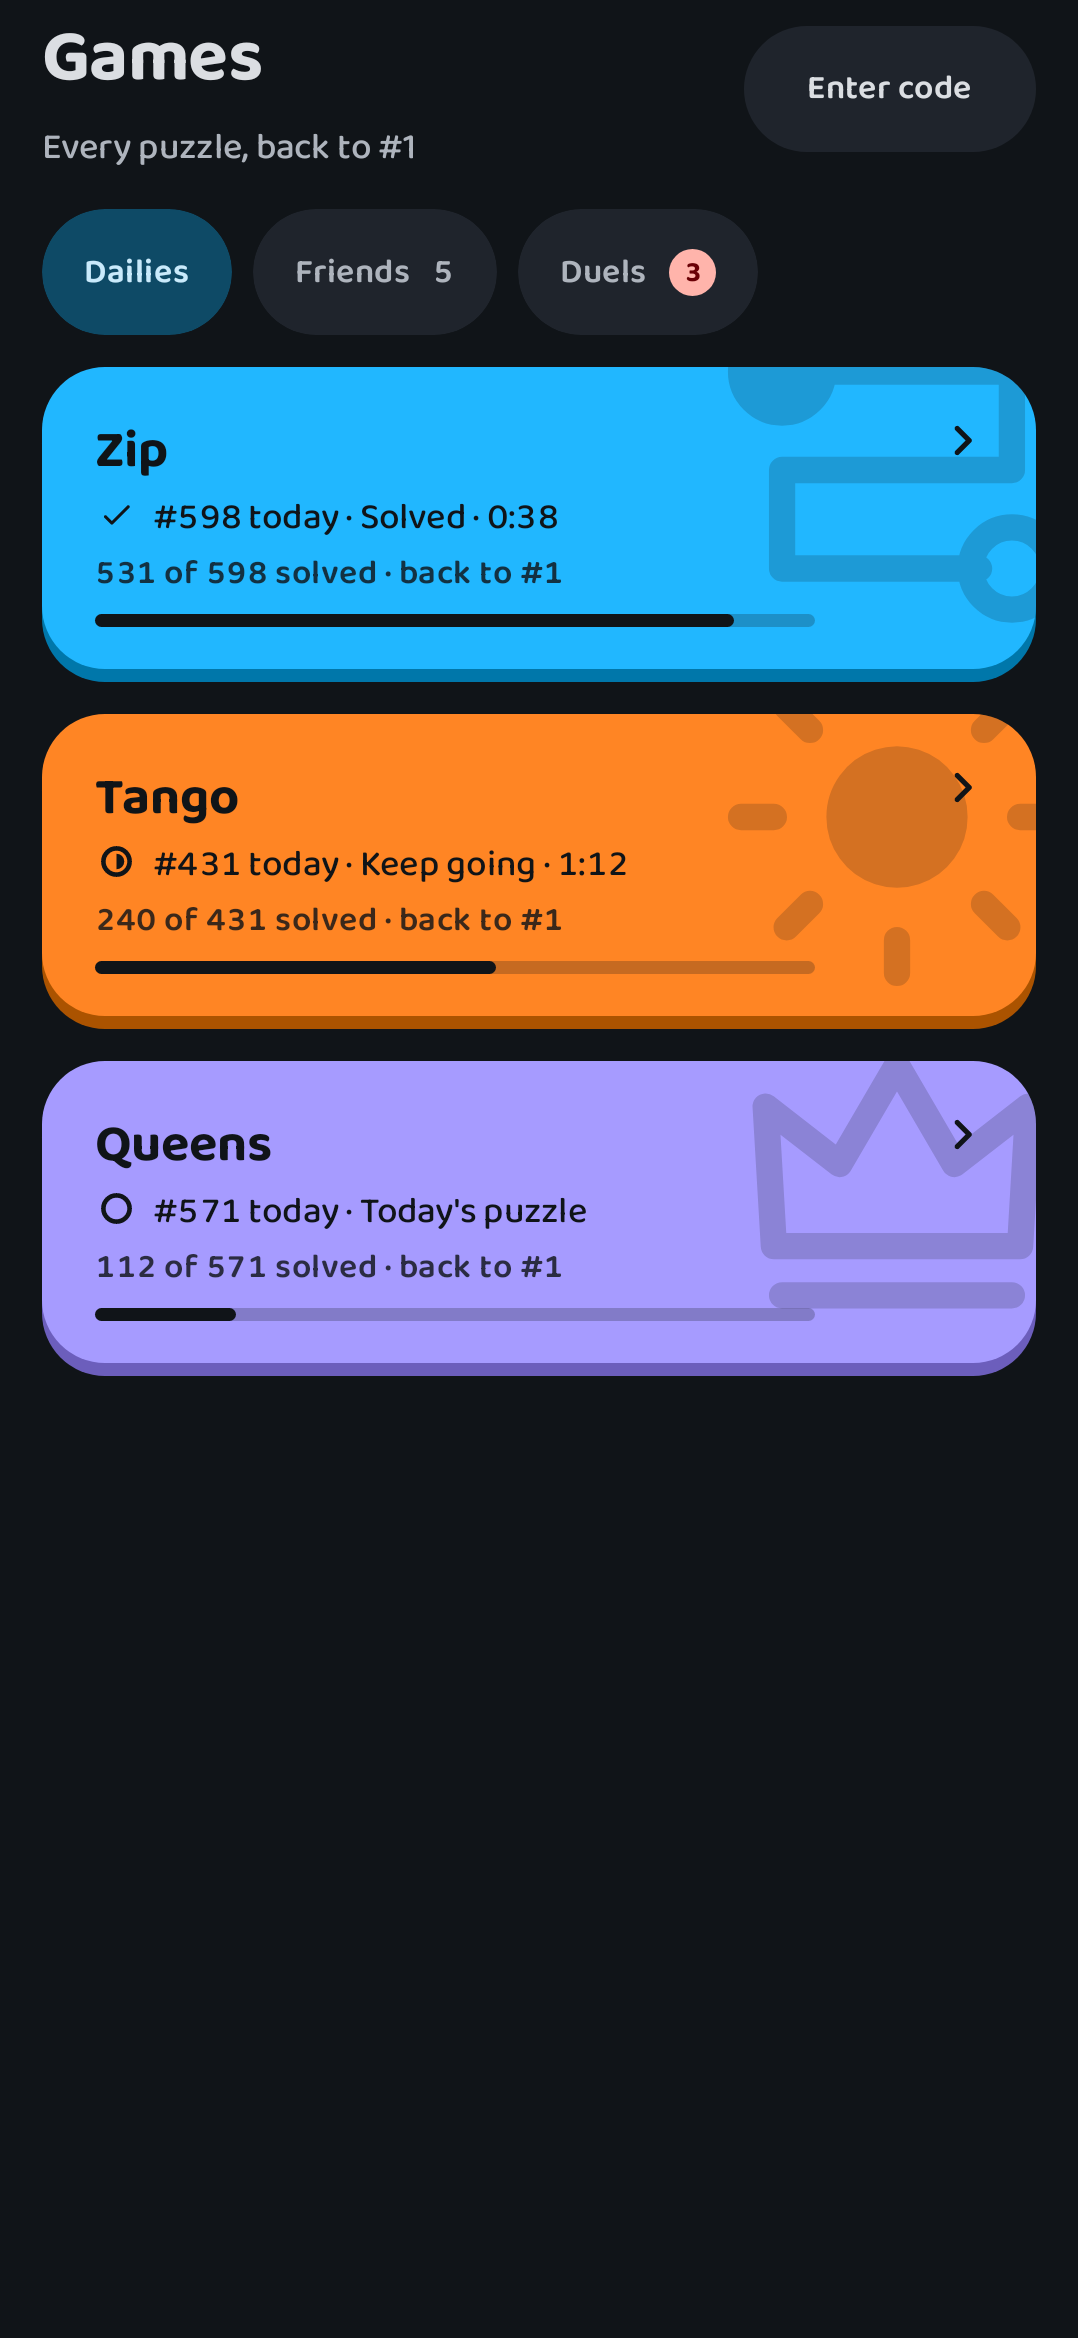 Games
Enter code
Every puzzle, back to #1
Dailies
Friends 5
Duels 3
Zip
#598 today · Solved · 0:38
531 of 598 solved · back to #1
Tango
#431 today · Keep going · 1:12
240 of 431 solved · back to #1
Queens
#571 today · Today's puzzle
112 of 571 solved · back to #1